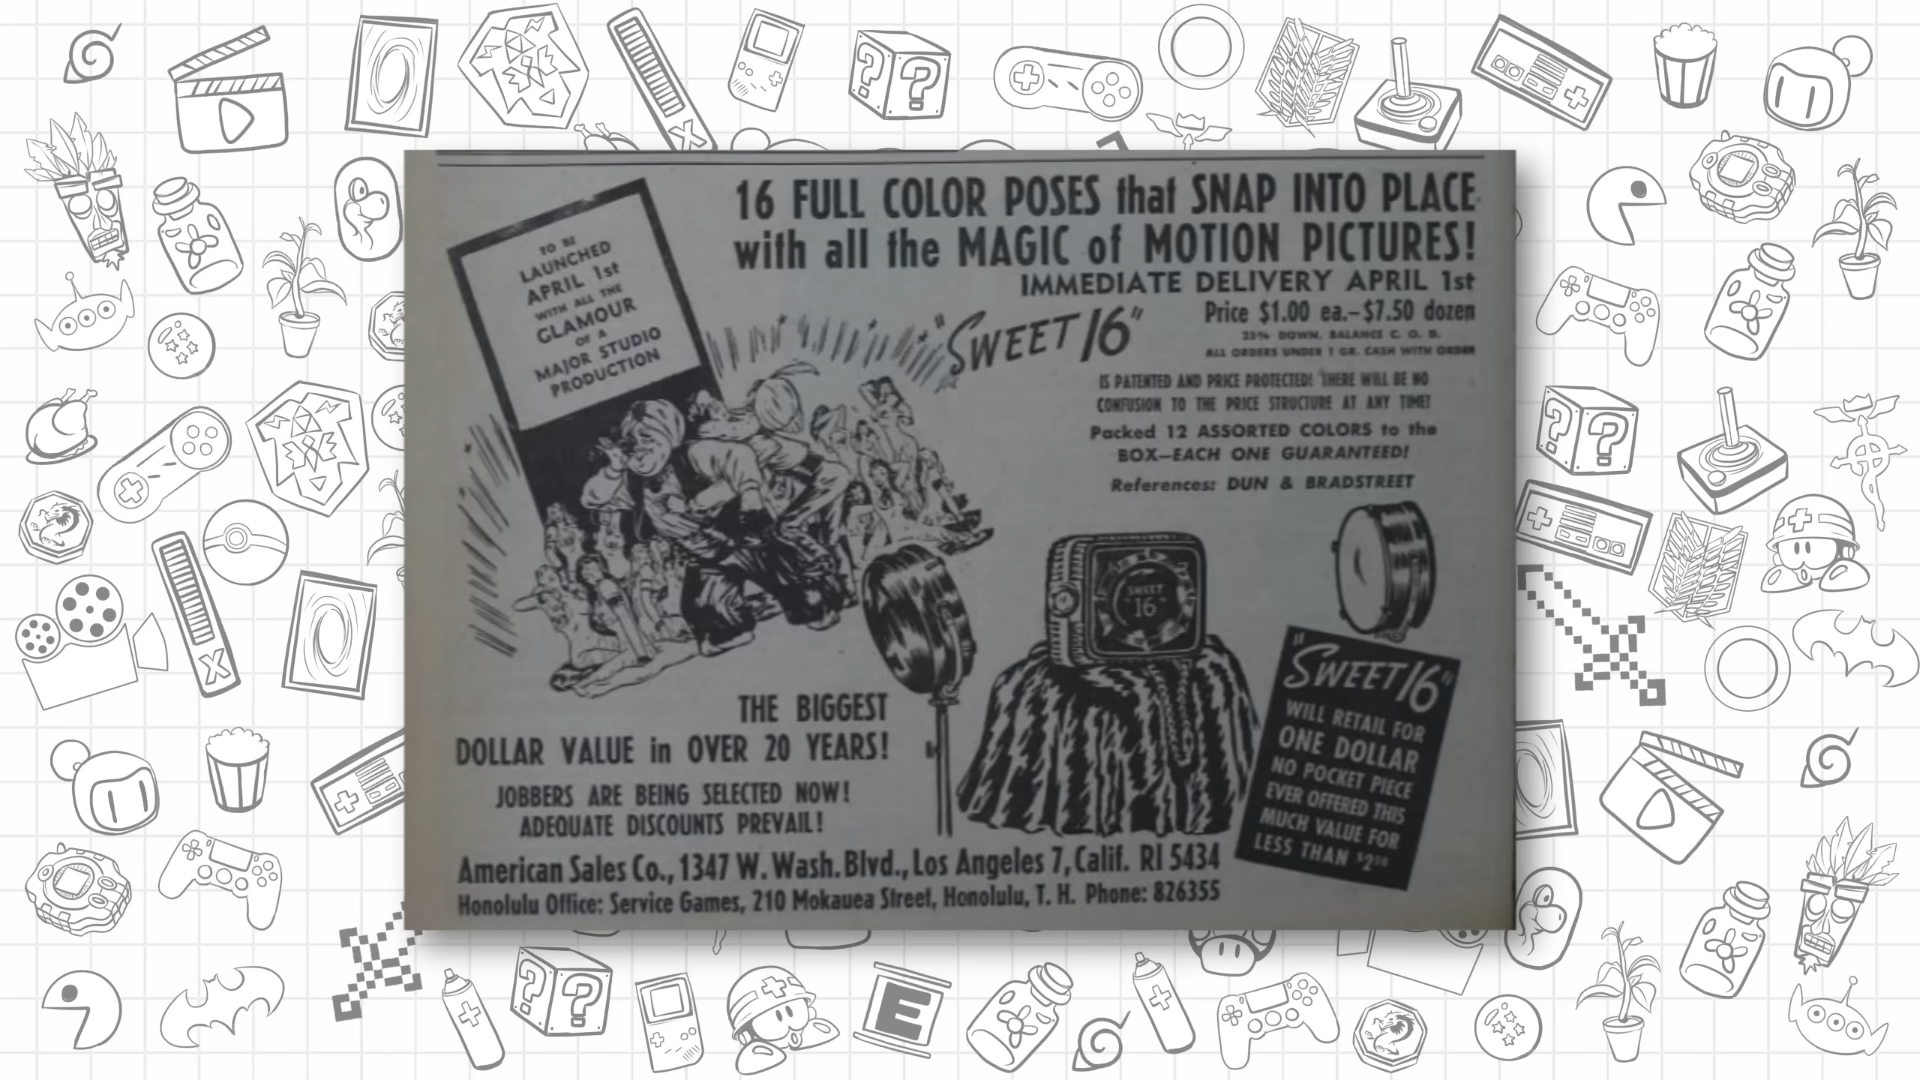 16 FULL COLOR POSES that SNAP INTO PLACE
with all the MAGIC of MOTION PICTURES!
IMMEDIATE DELIVERY APRIL 1st
Price $1.00 ea.–$7.50 dozen
25% DOWN, BALANCE C. O. D.
ALL ORDERS UNDER 1 GR. CASH WITH ORDER
TO BE
LAUNCHED
APRIL 1st
WITH ALL THE
GLAMOUR
OF A
MAJOR STUDIO
PRODUCTION
"SWEET 16"
IS PATENTED AND PRICE PROTECTED! THERE WILL BE NO
CONFUSION TO THE PRICE STRUCTURE AT ANY TIME!
Packed 12 ASSORTED COLORS to the
BOX—EACH ONE GUARANTEED!
References: DUN & BRADSTREET
SWEET
16
THE BIGGEST
DOLLAR VALUE in OVER 20 YEARS!
JOBBERS ARE BEING SELECTED NOW!
ADEQUATE DISCOUNTS PREVAIL!
"SWEET 16"
WILL RETAIL FOR
ONE DOLLAR
NO POCKET PIECE
EVER OFFERED THIS
MUCH VALUE FOR
LESS THAN $2.50
American Sales Co., 1347 W. Wash. Blvd., Los Angeles 7, Calif. RI 5434
Honolulu Office: Service Games, 210 Mokauea Street, Honolulu, T. H. Phone: 826355
X
? ?
? ?
X
? ?
E